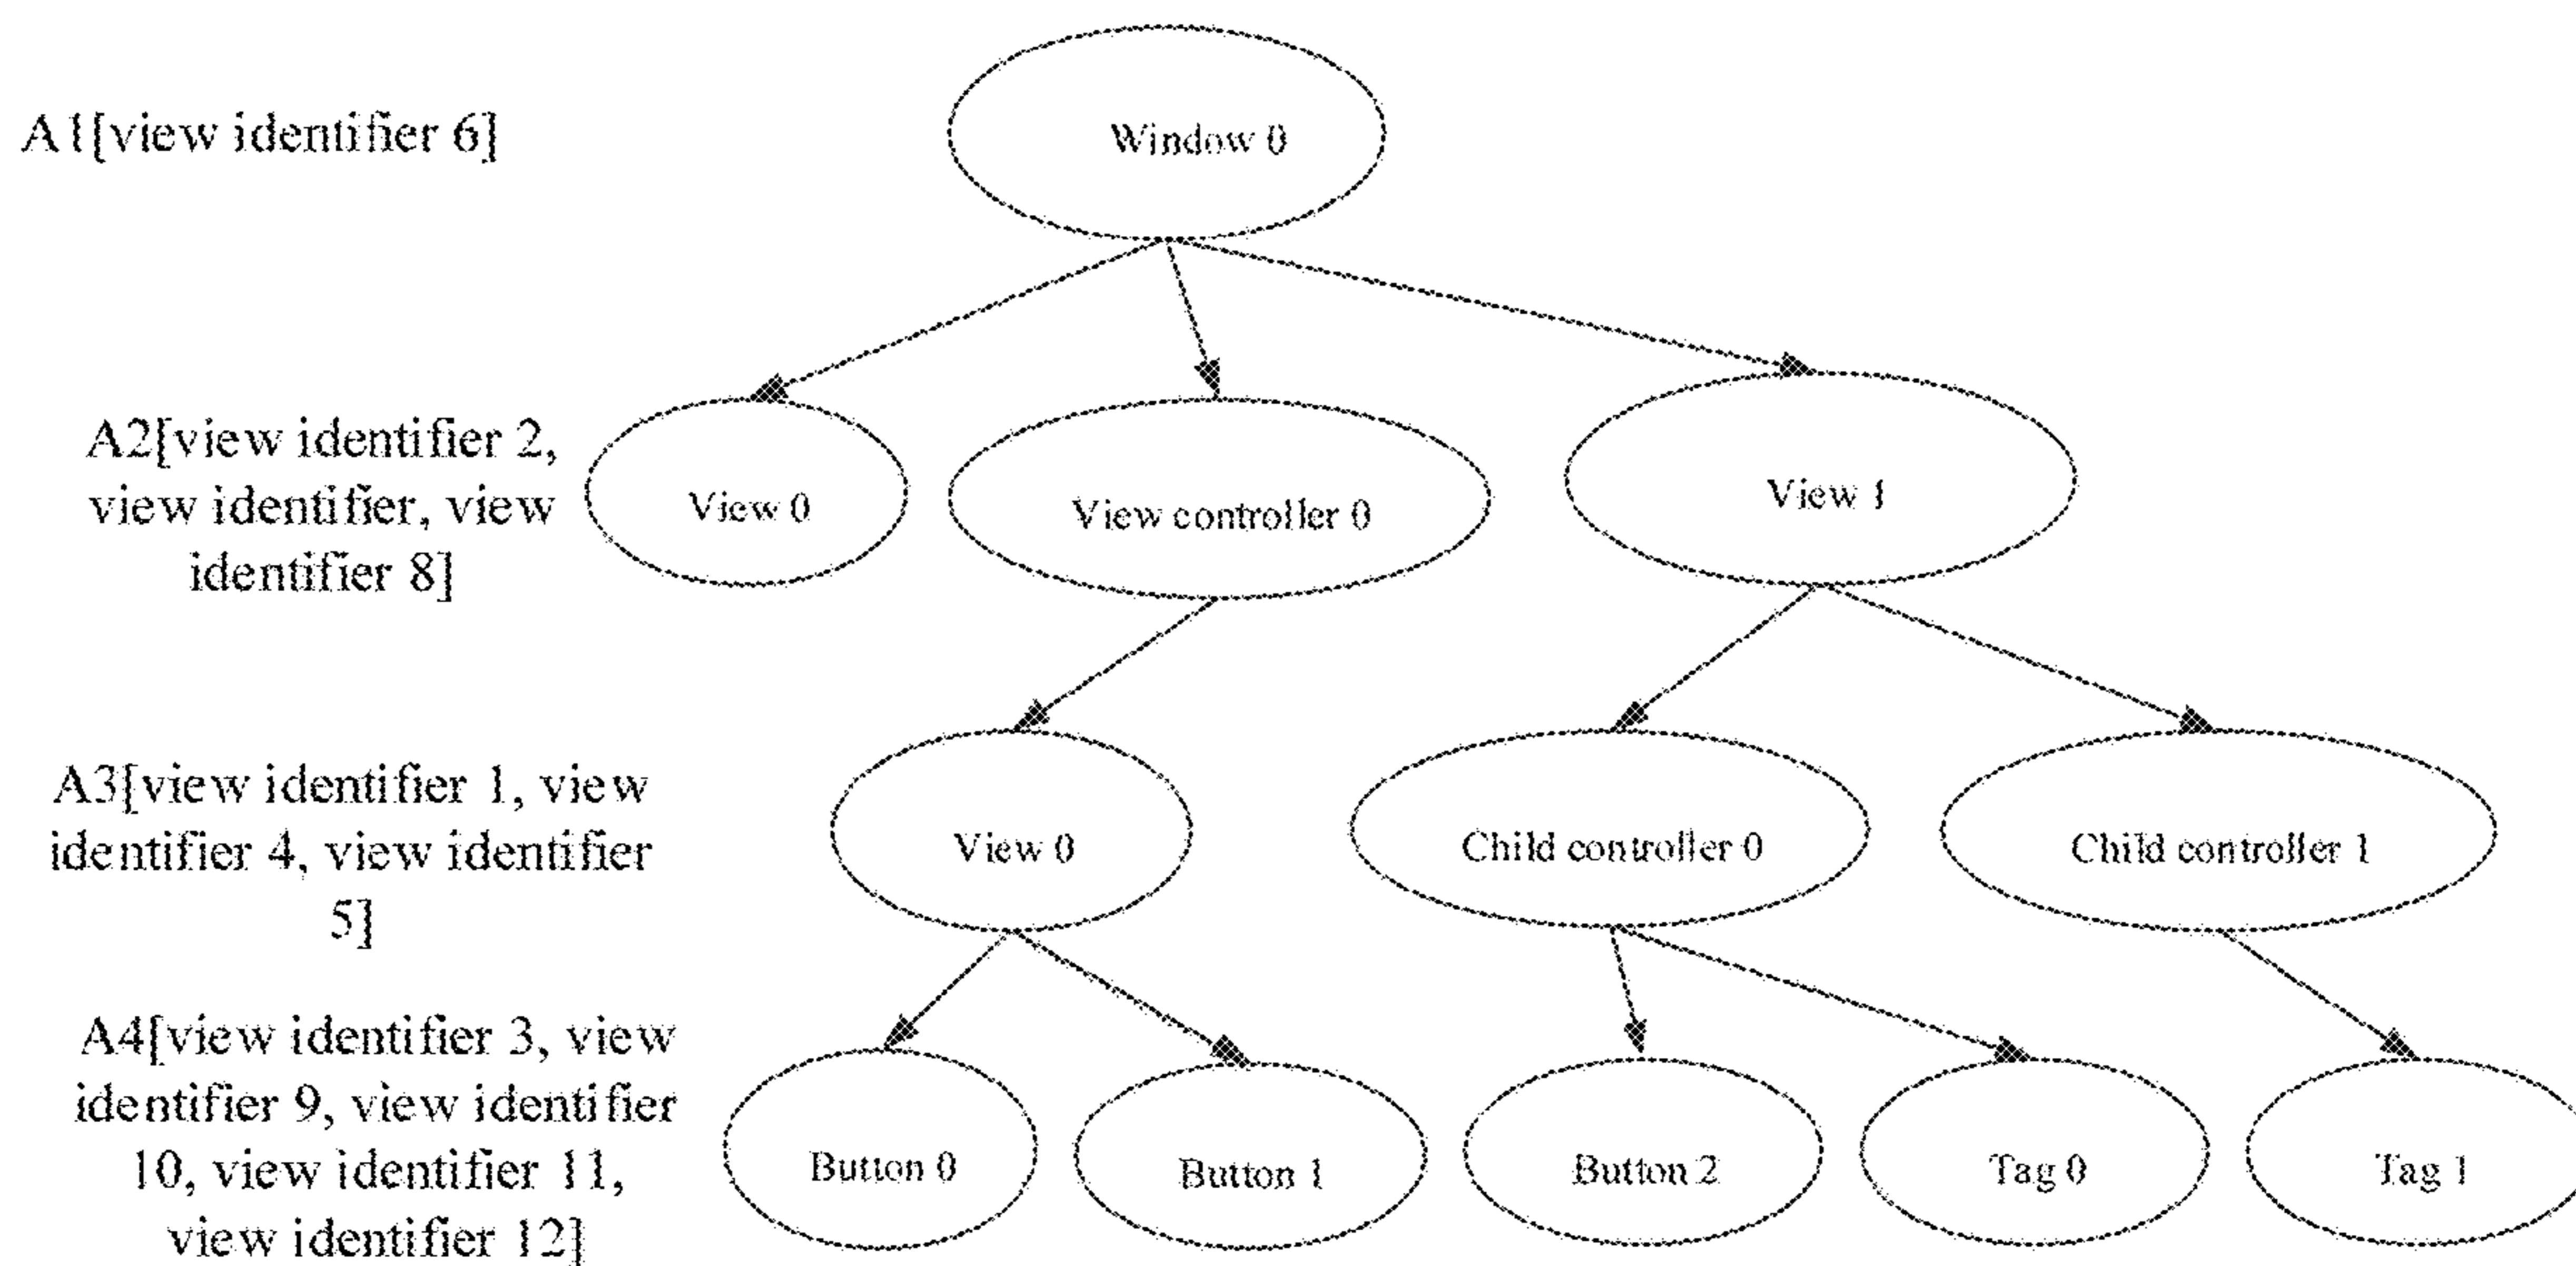 A1[view identifier 6]
Window 0
A2[view identifier 2,
view identifier, view
identifier 8]
View 0
View controller 0
View 1
A3[view identifier 1, view
identifier 4, view identifier
5]
View 0
Child controller 0
Child controller 1
A4[view identifier 3, view
identifier 9, view identifier
10, view identifier 11,
view identifier 12]
Button 0
Button 1
Button 2
Tag 0
Tag 1